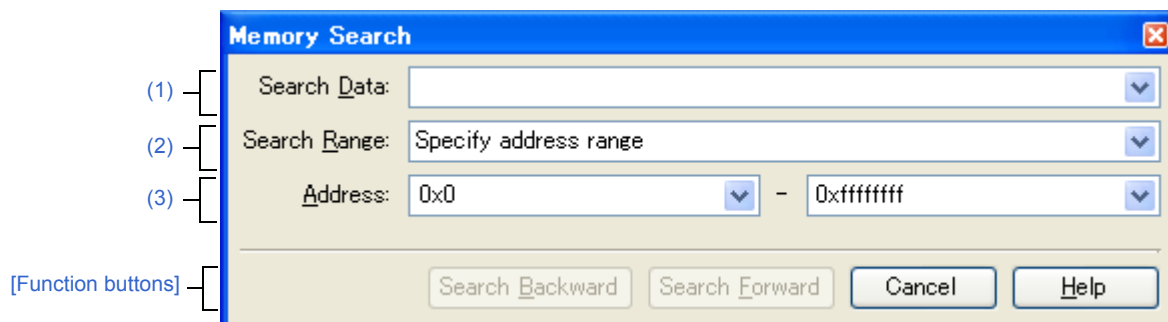 Memory Search
(1) Search Data:
(2) Search Range: Specify address range
(3) Address: 0x0 - 0xffffffff
[Function buttons] Search Backward Search Forward Cancel Help